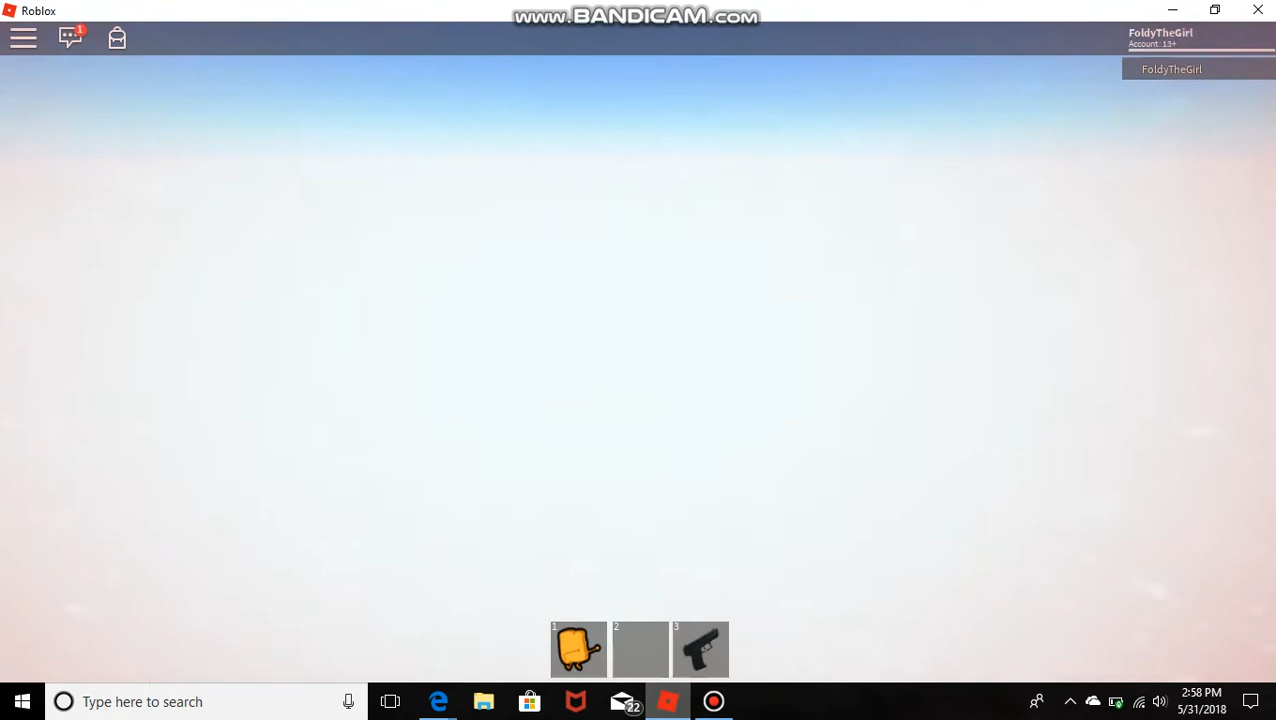 Roblox
www.BANDICAM.com
1
FoldyTheGirl
Account: 13+
FoldyTheGirl
1
2
3
Type here to search
22
2:58 PM
5/31/2018